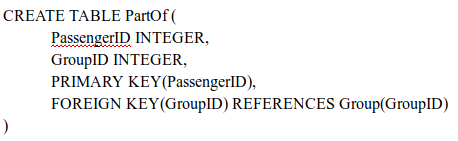 CREATE TABLE PartOf (
PassengerID INTEGER,
GroupID INTEGER,
PRIMARY KEY(PassengerID),
FOREIGN KEY(GroupID) REFERENCES Group(GroupID)
)